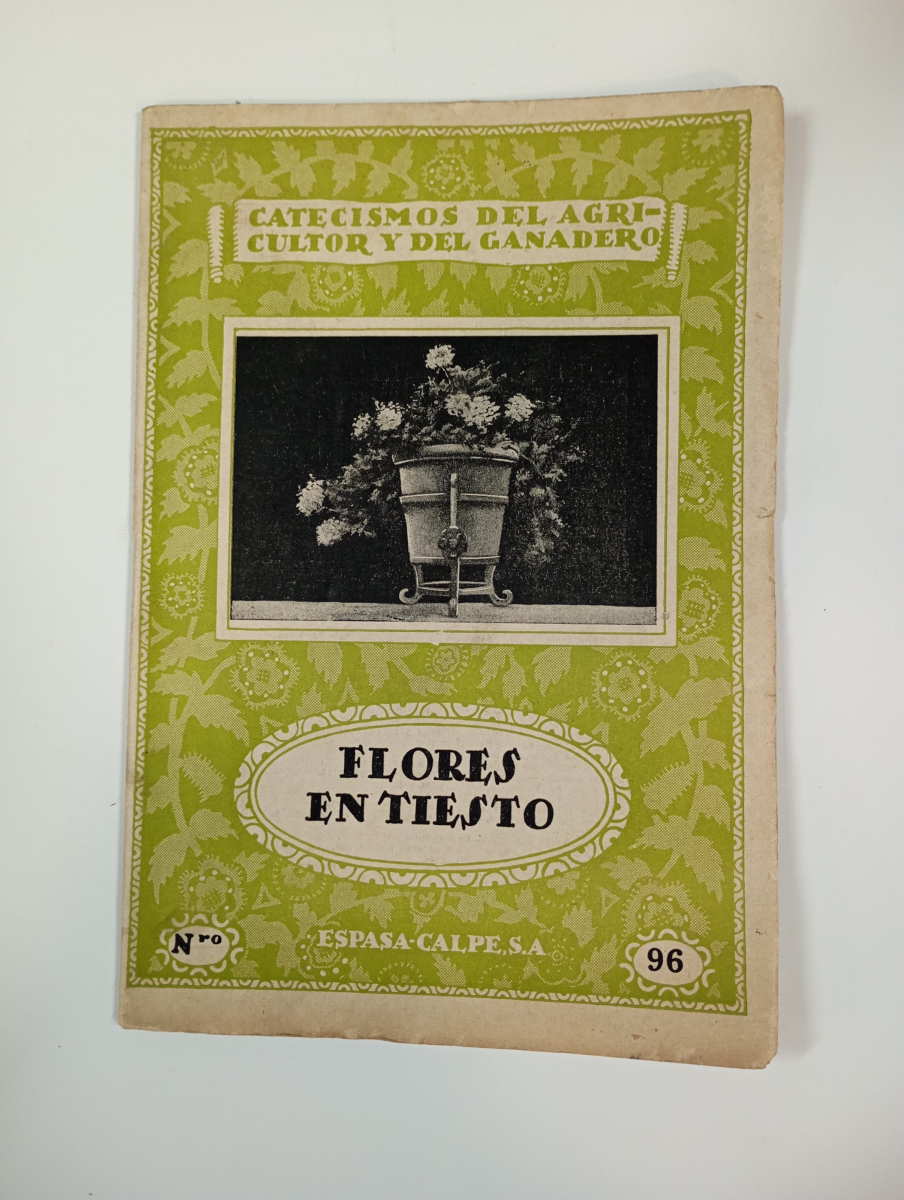 CATECISMOS DEL AGRI-
CULTOR Y DEL GANADERO
FLORES
EN TIESTO
Nro
ESPASA-CALPE, S.A
96